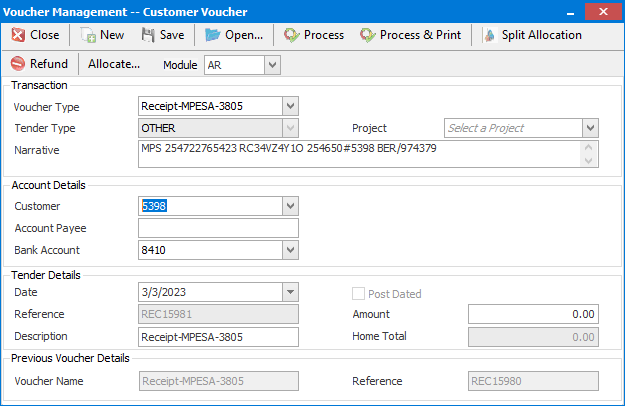 Voucher Management -- Customer Voucher
Close New Save Open... Process Process & Print Split Allocation
Refund Allocate... Module AR
Transaction
Voucher Type Receipt-MPESA-3805
Tender Type OTHER Project Select a Project
Narrative MPS 254722765423 RC34VZ4Y1O 254650#5398 BER/974379
Account Details
Customer 5398
Account Payee
Bank Account 8410
Tender Details
Date 3/3/2023 Post Dated
Reference REC15981 Amount 0.00
Description Receipt-MPESA-3805 Home Total 0.00
Previous Voucher Details
Voucher Name Receipt-MPESA-3805 Reference REC15980